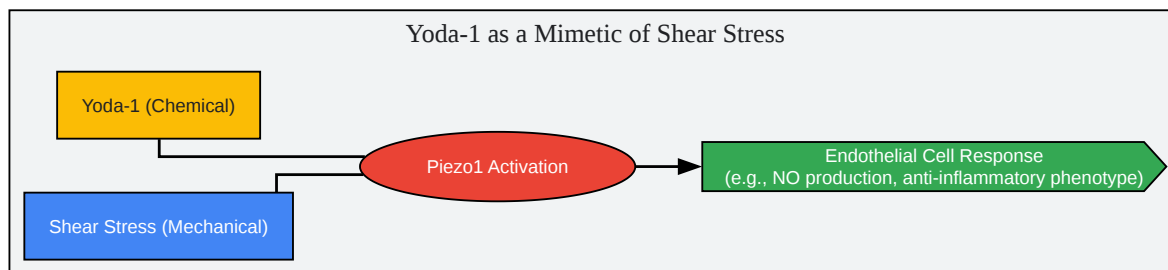 Yoda-1 as a Mimetic of Shear Stress
Yoda-1 (Chemical)
Piezo1 Activation
Endothelial Cell Response
(e.g., NO production, anti-inflammatory phenotype)
Shear Stress (Mechanical)